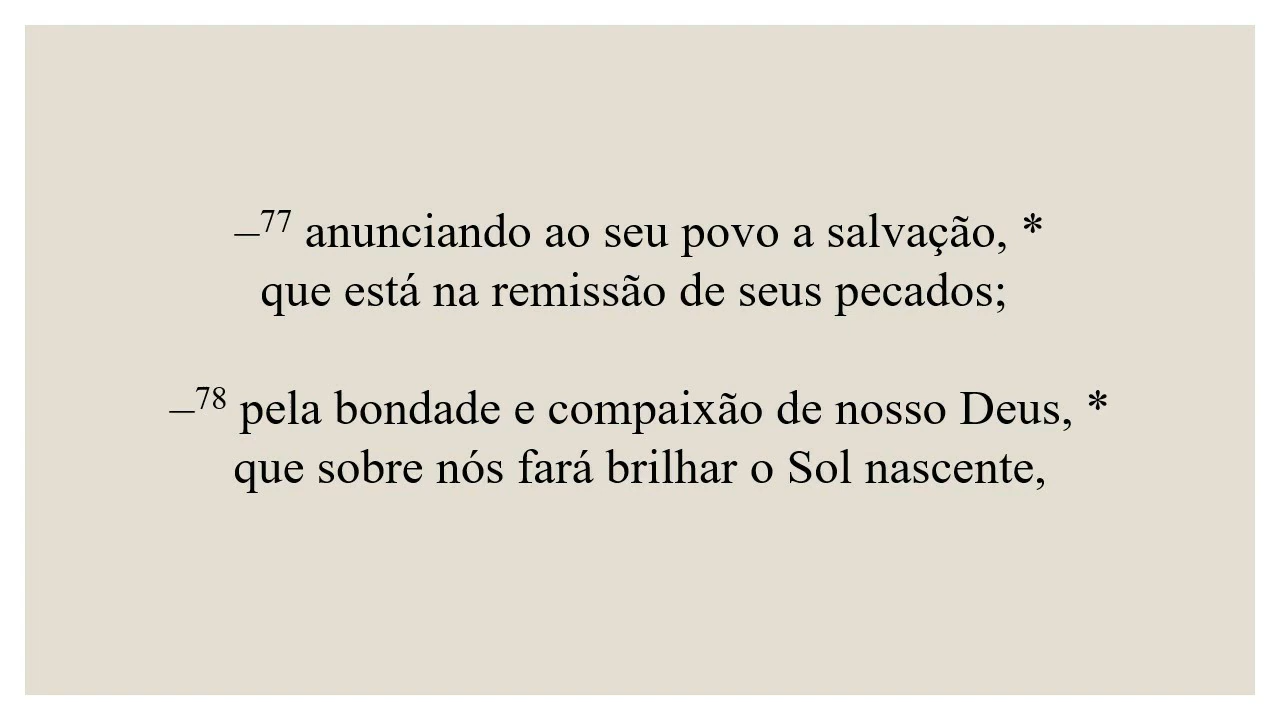 –77 anunciando ao seu povo a salvação, *
que está na remissão de seus pecados;
–78 pela bondade e compaixão de nosso Deus, *
que sobre nós fará brilhar o Sol nascente,